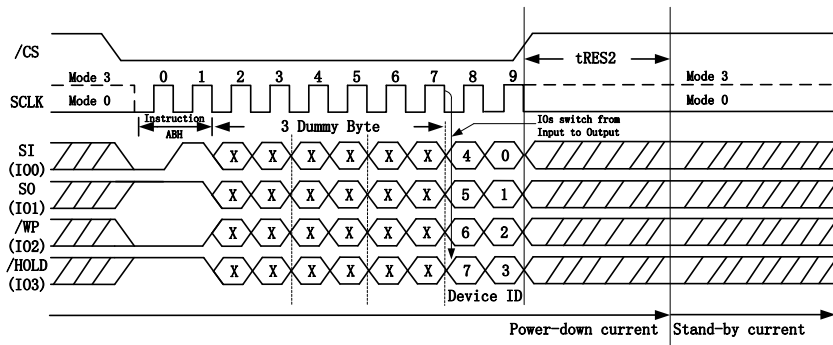 /CS
tRES2
Mode 3 0 1 2 3 4 5 6 7 8 9 Mode 3
SCLK Mode 0 Mode 0
Instruction
ABH
3 Dummy Byte
IOs switch from
Input to Output
SI
(IO0)
X X X X X X 4 0
SO
(IO1)
X X X X X X 5 1
/WP
(IO2)
X X X X X X 6 2
/HOLD
(IO3)
X X X X X X 7 3
Device ID
Power-down current Stand-by current